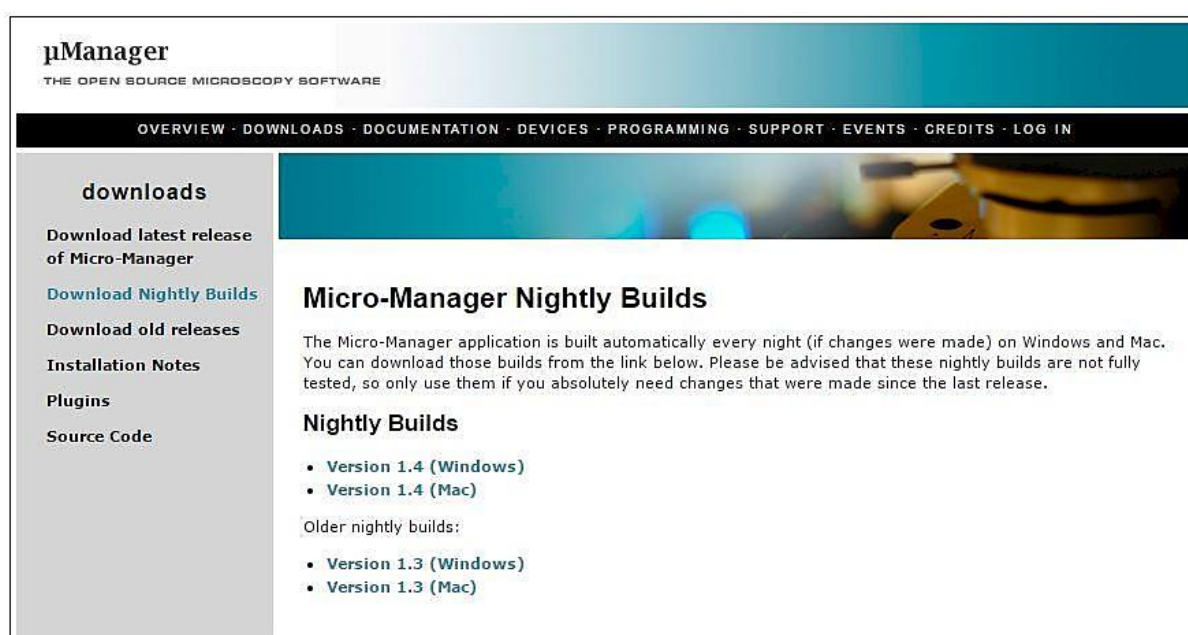 µManager
THE OPEN SOURCE MICROSCOPY SOFTWARE
OVERVIEW · DOWNLOADS · DOCUMENTATION · DEVICES · PROGRAMMING · SUPPORT · EVENTS · CREDITS · LOG IN
downloads
Download latest release
of Micro-Manager
Download Nightly Builds
Download old releases
Installation Notes
Plugins
Source Code
Micro-Manager Nightly Builds
The Micro-Manager application is built automatically every night (if changes were made) on Windows and Mac.
You can download those builds from the link below. Please be advised that these nightly builds are not fully
tested, so only use them if you absolutely need changes that were made since the last release.
Nightly Builds
• Version 1.4 (Windows)
• Version 1.4 (Mac)
Older nightly builds:
• Version 1.3 (Windows)
• Version 1.3 (Mac)